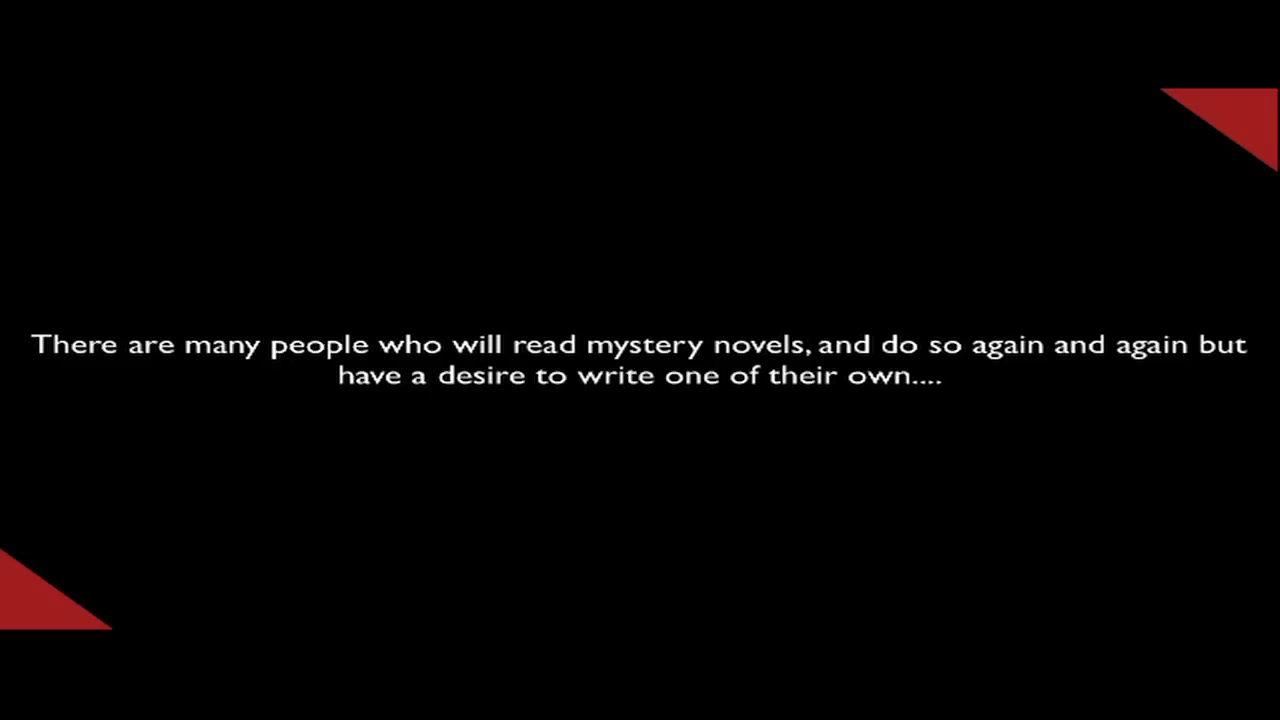 There are many people who will read mystery novels, and do so again and again but
have a desire to write one of their own....